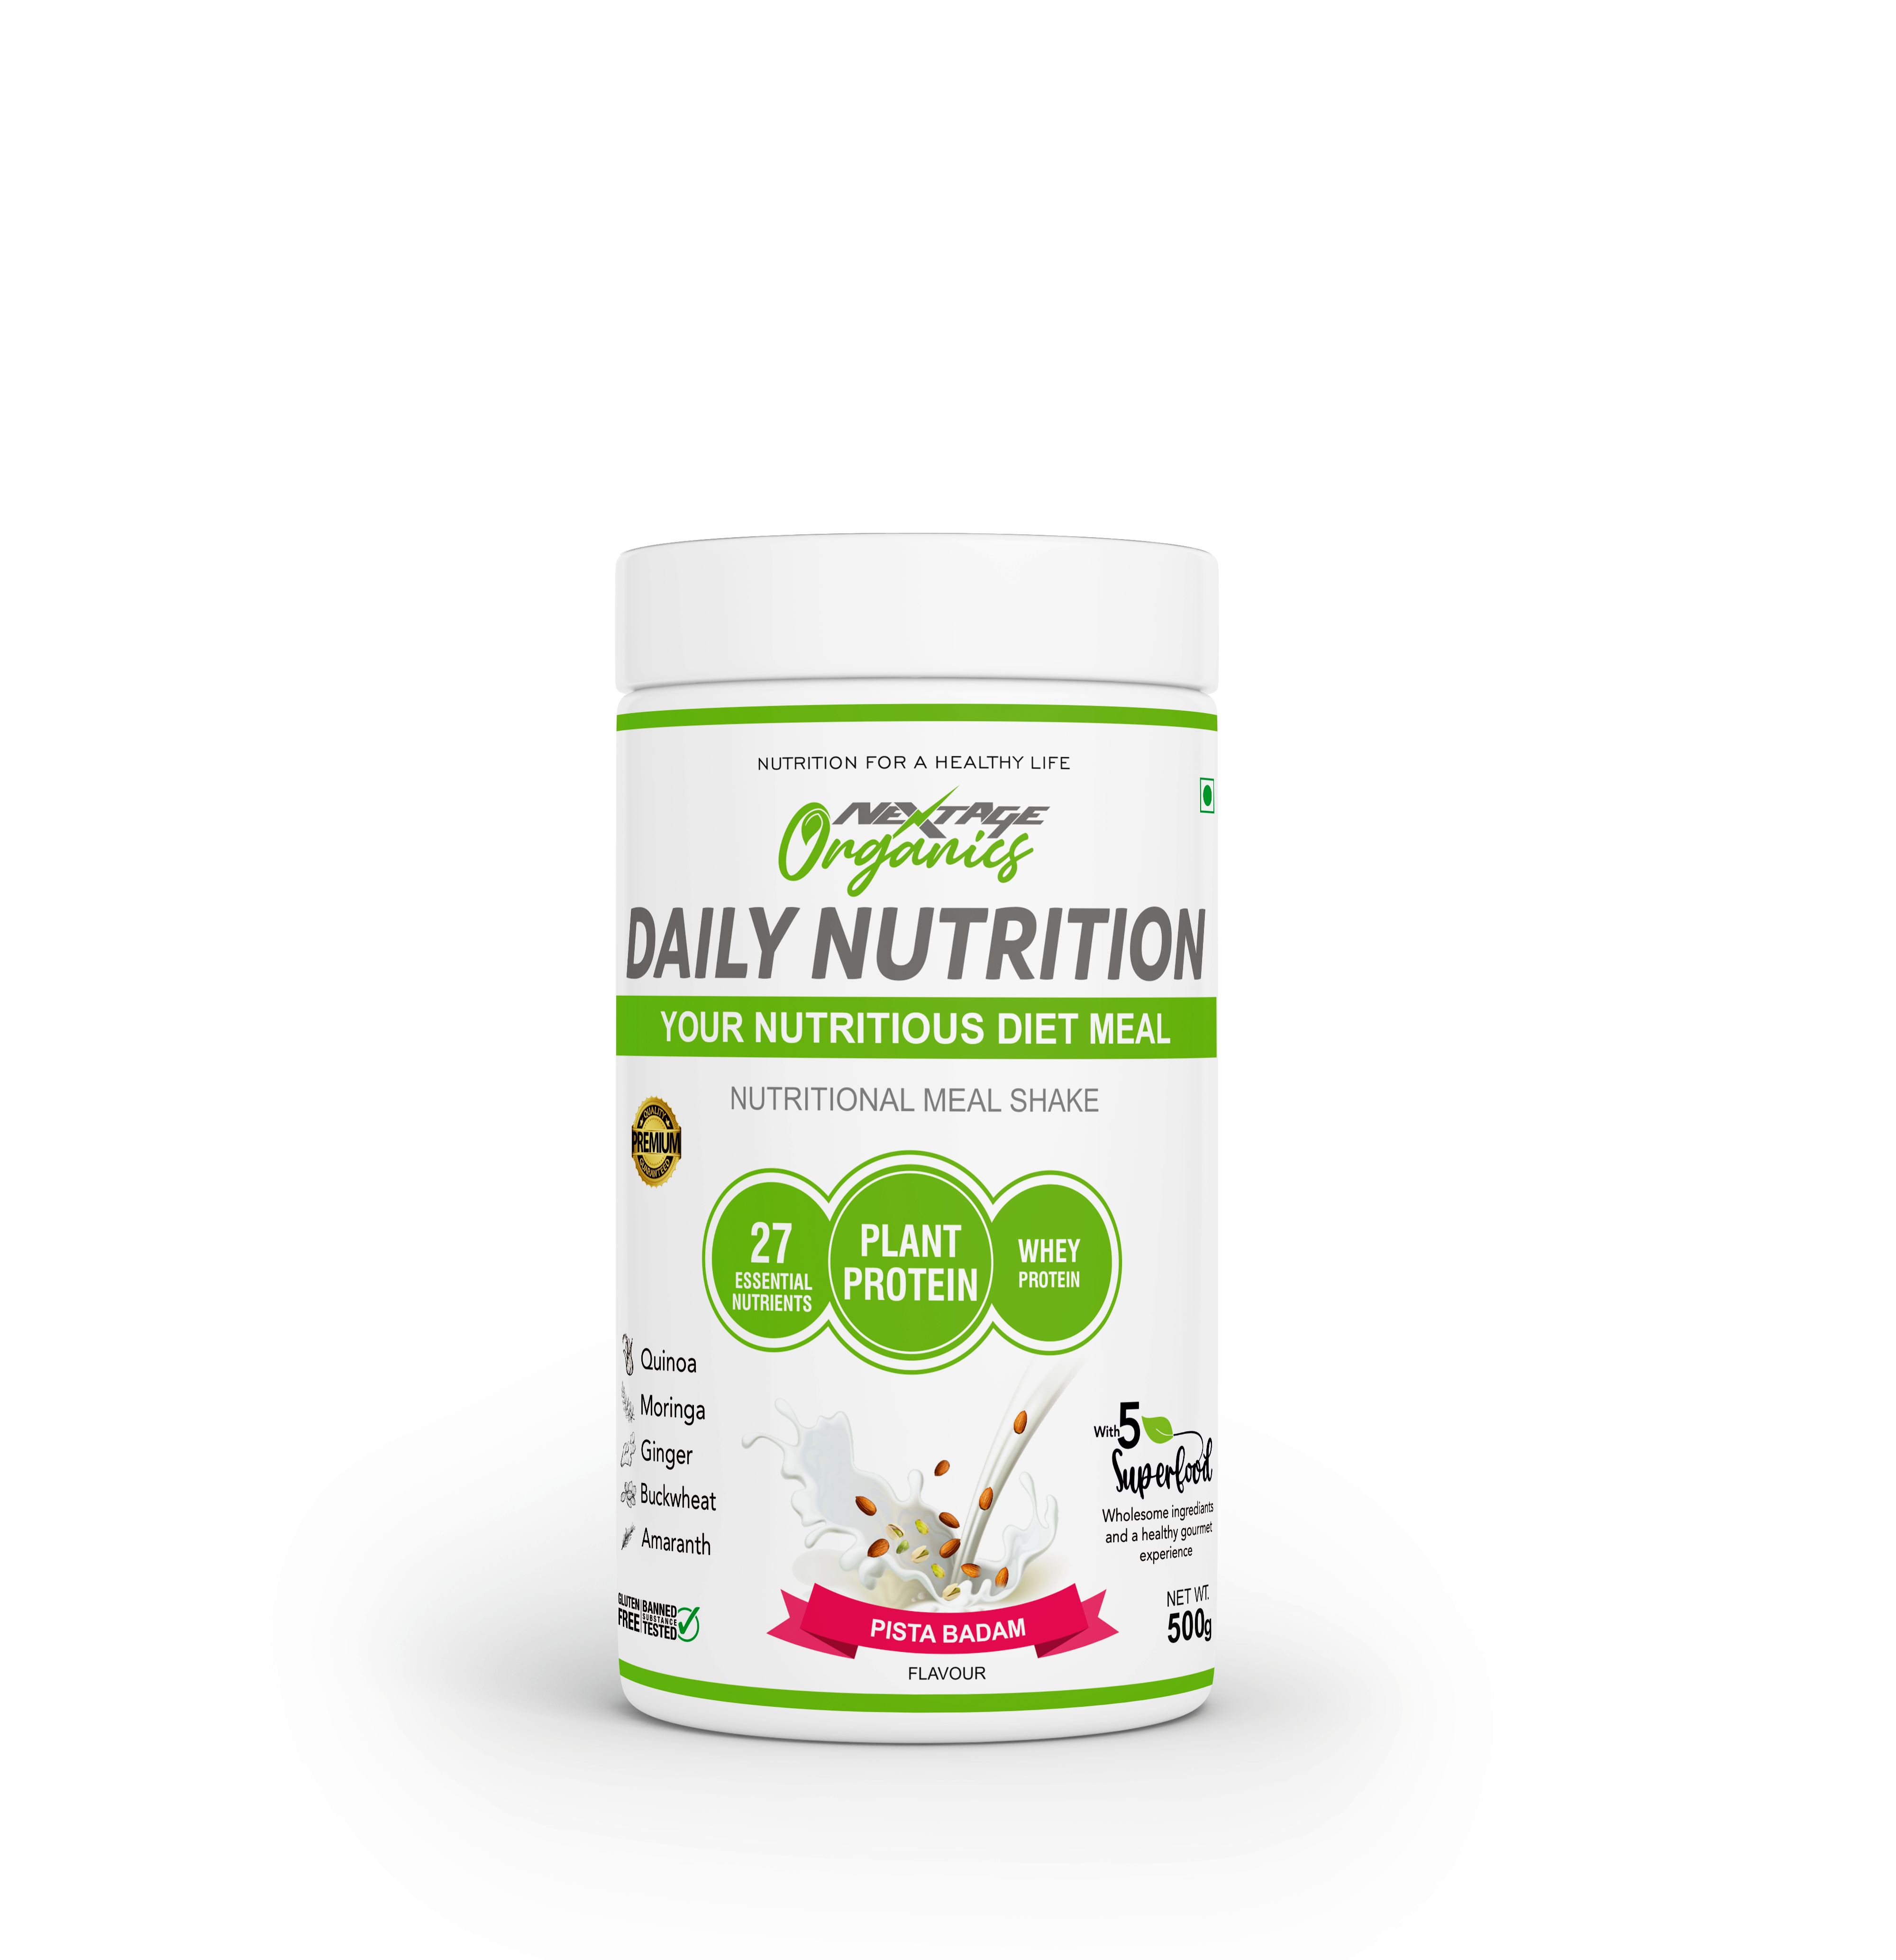 NUTRITION FOR A HEALTHY LIFE
NEXTAGE
Organics
DAILY NUTRITION
YOUR NUTRITIOUS DIET MEAL
NUTRITIONAL MEAL SHAKE
QUALITY
PREMIUM
GUARANTEED
27
ESSENTIAL
NUTRIENTS
PLANT
PROTEIN
WHEY
PROTEIN
Quinoa
Moringa
Ginger
Buckwheat
Amaranth
With 5
Superfood
Wholesome ingrediants
and a healthy gourmet
experience
GLUTEN
FREE
BANNED
SUBSTANCE
TESTED
PISTA BADAM
FLAVOUR
NET WT.
500g